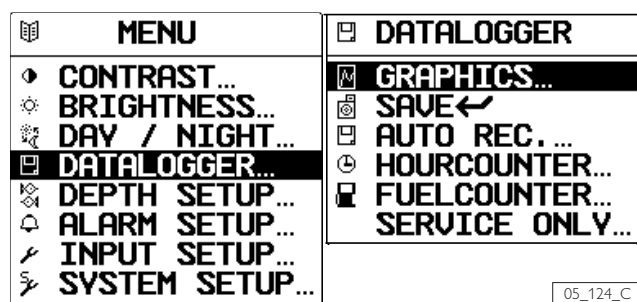 MENU
CONTRAST...
BRIGHTNESS...
DAY / NIGHT...
DATALOGGER...
DEPTH SETUP...
ALARM SETUP...
INPUT SETUP...
SYSTEM SETUP...
DATALOGGER
GRAPHICS...
SAVE↵
AUTO REC. ...
HOURCOUNTER...
FUELCOUNTER...
SERVICE ONLY...
05_124_C